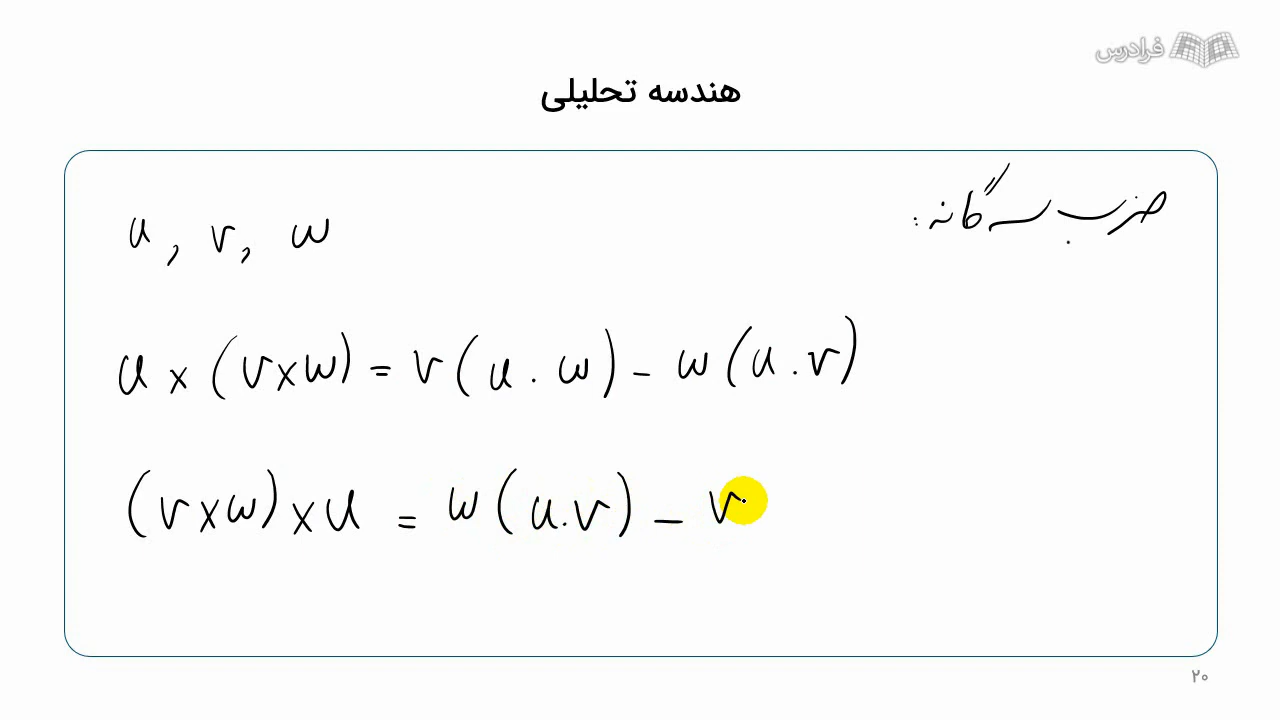 فرادرس
هندسه تحلیلی
ضرب سه گانه :
u , v , w
u × (v×w) = v(u . w) - w(u . v)
(v×w) × u = w(u.v) - v
۲۰